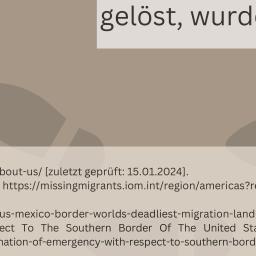 gelöst, wurde
bout-us/ [zuletzt geprüft: 15.01.2024].
https://missingmigrants.iom.int/region/americas?re
us-mexico-border-worlds-deadliest-migration-land
ect To The Southern Border Of The United Sta
nation-of-emergency-with-respect-to-southern-bord